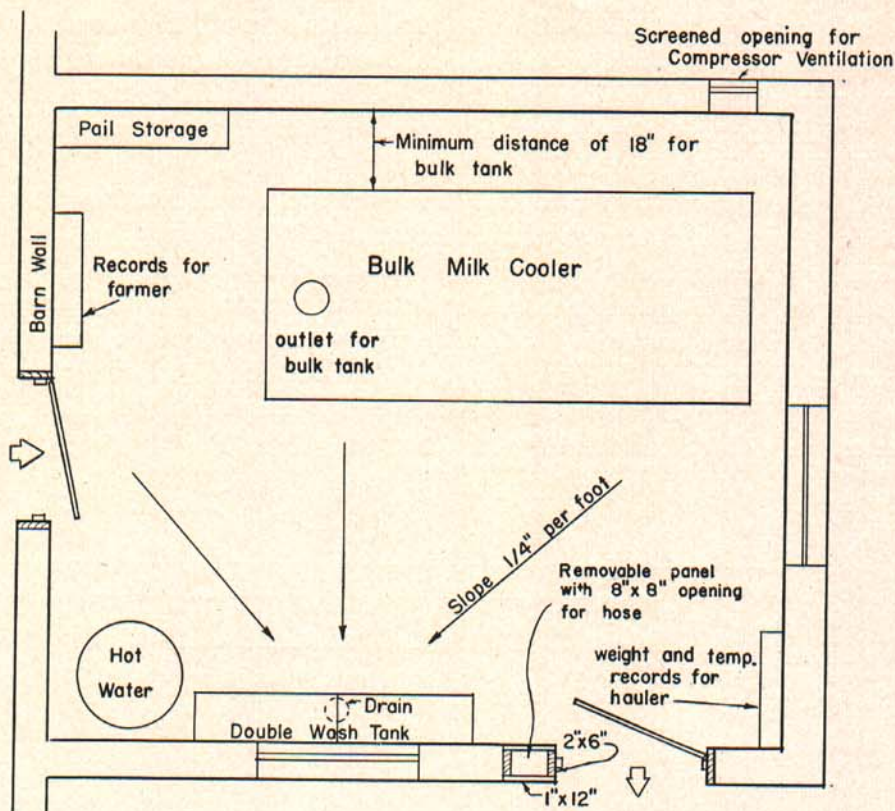 Screened opening for
Compressor Ventilation
Pail Storage
Minimum distance of 18" for
bulk tank
Barn Wall
Records for
farmer
Bulk Milk Cooler
outlet for
bulk tank
Slope 1/4" per foot
Removable panel
with 8"x 8" opening
for hose
Hot
Water
weight and temp.
records for
hauler
Drain
Double Wash Tank
2"x6"
1"x 12"